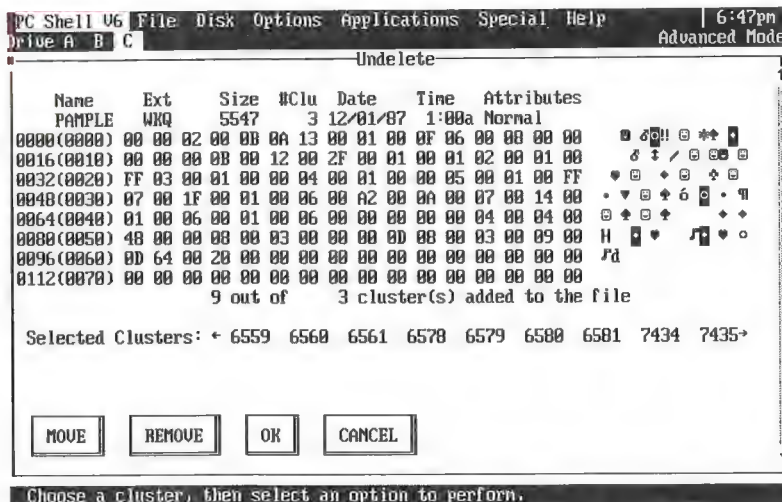 PC Shell V6 File Disk Options Applications Special Help 6:47pm
Drive A B C Advanced Mode
Undelete
Name Ext Size #Clu Date Time Attributes
PAMPLE WKQ 5547 3 12/01/87 1:00a Normal
0000(0000) 00 00 02 00 0B 0A 13 00 01 00 0F 06 00 08 00 00
0016(0010) 00 00 00 0B 00 12 00 2F 00 01 00 01 02 00 01 00
0032(0020) FF 03 00 01 00 00 04 00 01 00 00 05 00 01 00 FF
0048(0030) 07 00 1F 00 01 00 06 00 A2 00 0A 00 07 00 14 00
0064(0040) 01 00 06 00 01 00 06 00 00 00 00 00 04 00 04 00
0080(0050) 48 00 00 08 00 03 00 00 00 0D 08 00 03 00 09 00 H
0096(0060) 0D 64 00 20 00 00 00 00 00 00 00 00 00 00 00 00 ♪d
0112(0070) 00 00 00 00 00 00 00 00 00 00 00 00 00 00 00 00
9 out of 3 cluster(s) added to the file
Selected Clusters: ← 6559 6560 6561 6578 6579 6580 6581 7434 7435→
MOVE REMOVE OK CANCEL
Choose a cluster, then select an option to perform.